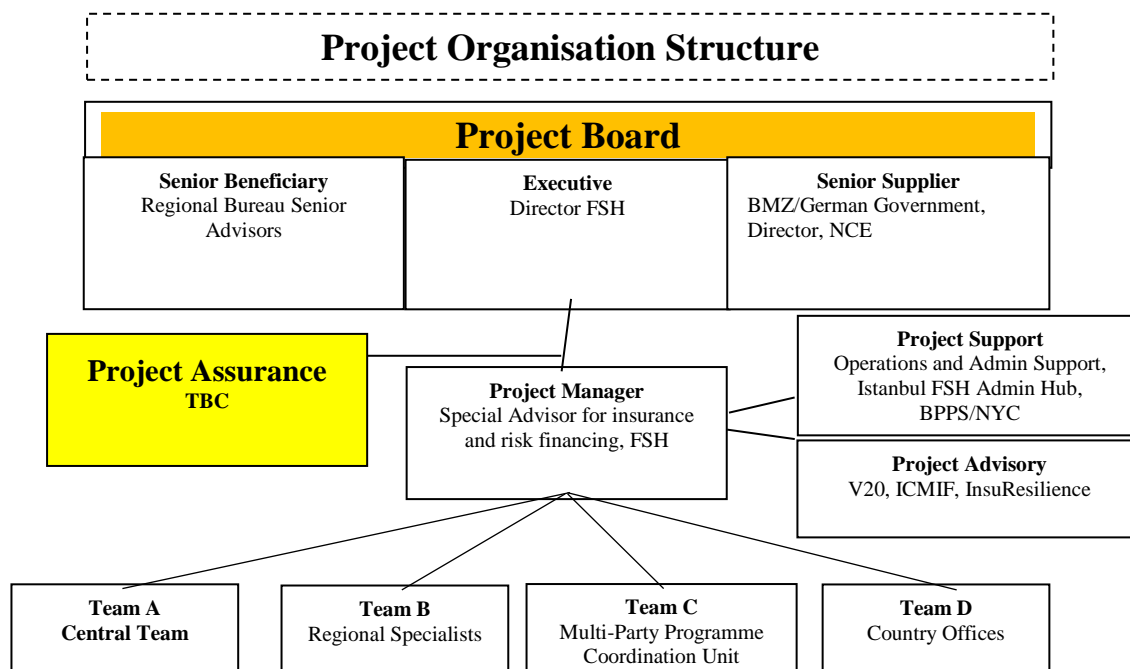 Project Organisation Structure
Project Board
Senior Beneficiary
Regional Bureau Senior
Advisors
Executive
Director FSH
Senior Supplier
BMZ/German Government,
Director, NCE
Project Assurance
TBC
Project Manager
Special Advisor for insurance
and risk financing, FSH
Project Support
Operations and Admin Support,
Istanbul FSH Admin Hub,
BPPS/NYC
Project Advisory
V20, ICMIF, InsuResilience
Team A
Central Team
Team B
Regional Specialists
Team C
Multi-Party Programme
Coordination Unit
Team D
Country Offices